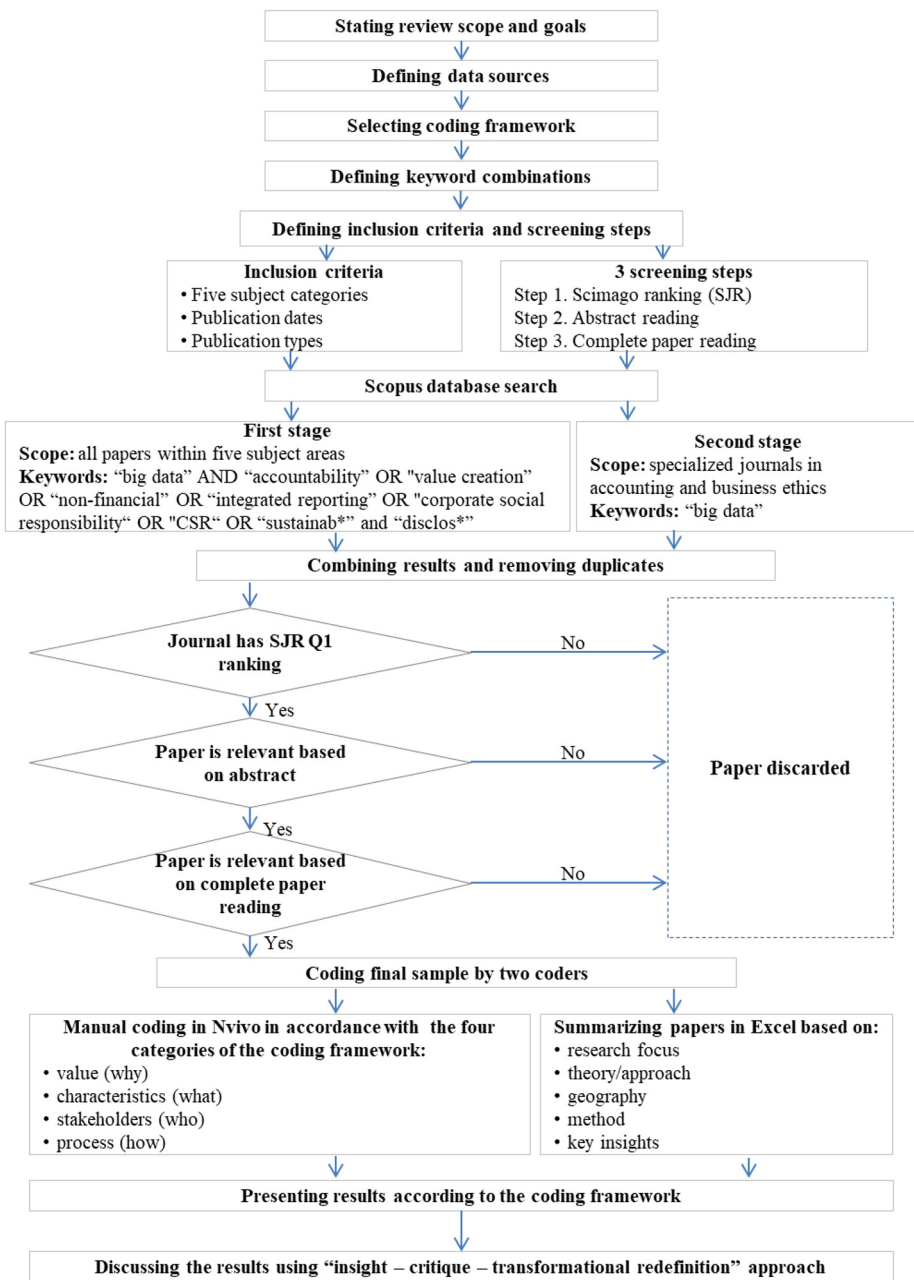 Stating review scope and goals
Defining data sources
Selecting coding framework
Defining keyword combinations
Defining inclusion criteria and screening steps
Inclusion criteria
• Five subject categories
• Publication dates
• Publication types
3 screening steps
Step 1. Scimago ranking (SJR)
Step 2. Abstract reading
Step 3. Complete paper reading
Scopus database search
First stage
Scope: all papers within five subject areas
Keywords: “big data” AND “accountability” OR "value creation”
OR “non-financial” OR “integrated reporting” OR "corporate social
responsibility“ OR "CSR“ OR “sustainab*” and “disclos*”
Second stage
Scope: specialized journals in
accounting and business ethics
Keywords: “big data”
Combining results and removing duplicates
Journal has SJR Q1
ranking
No
Yes
Paper is relevant based
on abstract
No
Paper discarded
Yes
Paper is relevant based
on complete paper
reading
No
Yes
Coding final sample by two coders
Manual coding in Nvivo in accordance with the four
categories of the coding framework:
• value (why)
• characteristics (what)
• stakeholders (who)
• process (how)
Summarizing papers in Excel based on:
• research focus
• theory/approach
• geography
• method
• key insights
Presenting results according to the coding framework
Discussing the results using “insight – critique – transformational redefinition” approach